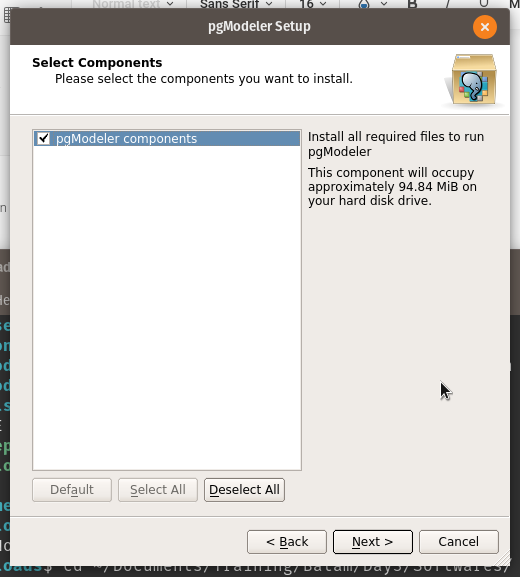 Normal text
Sans Serif
16
B
pgModeler Setup
Select Components
Please select the components you want to install.
pgModeler components
Install all required files to run
pgModeler
This component will occupy
approximately 94.84 MiB on
your hard disk drive.
Default
Select All
Deselect All
< Back
Next >
Cancel
$ cd ~/Documents/Training/Batam/Day5/Softwares/